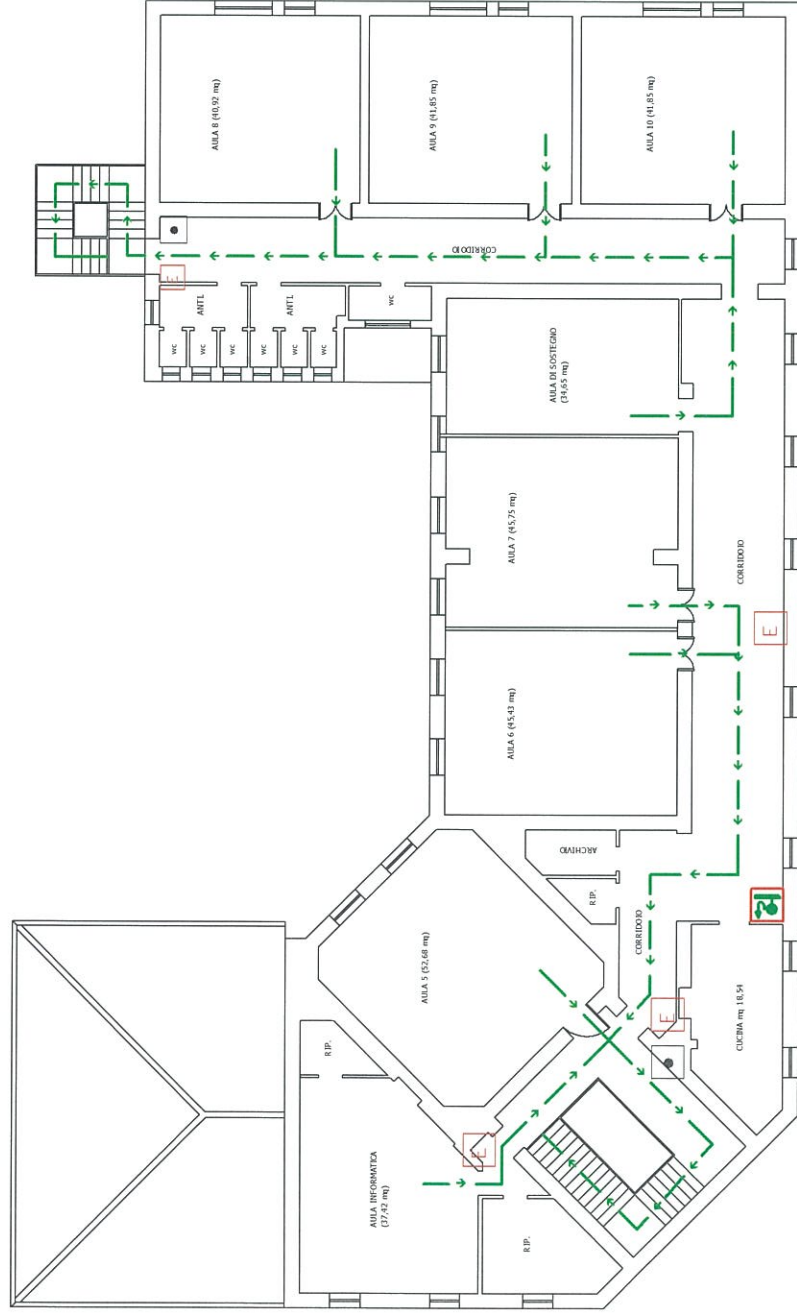 AULA 8 (40,92 mq)
AULA 9 (41,85 mq)
AULA 10 (41,85 mq)
CORRIDOIO
E
ANTI.
ANTI.
WC
WC
WC
WC
WC
WC
WC
AULA DI SOSTEGNO
(34,65 mq)
AULA 7 (45,75 mq)
CORRIDOIO
E
AULA 6 (45,43 mq)
ARCHIVIO
RIP.
CORRIDOIO
AULA 5 (52,68 mq)
E
CUCINA mq 18,54
RIP.
E
AULA INFORMATICA
(37,42 mq)
RIP.